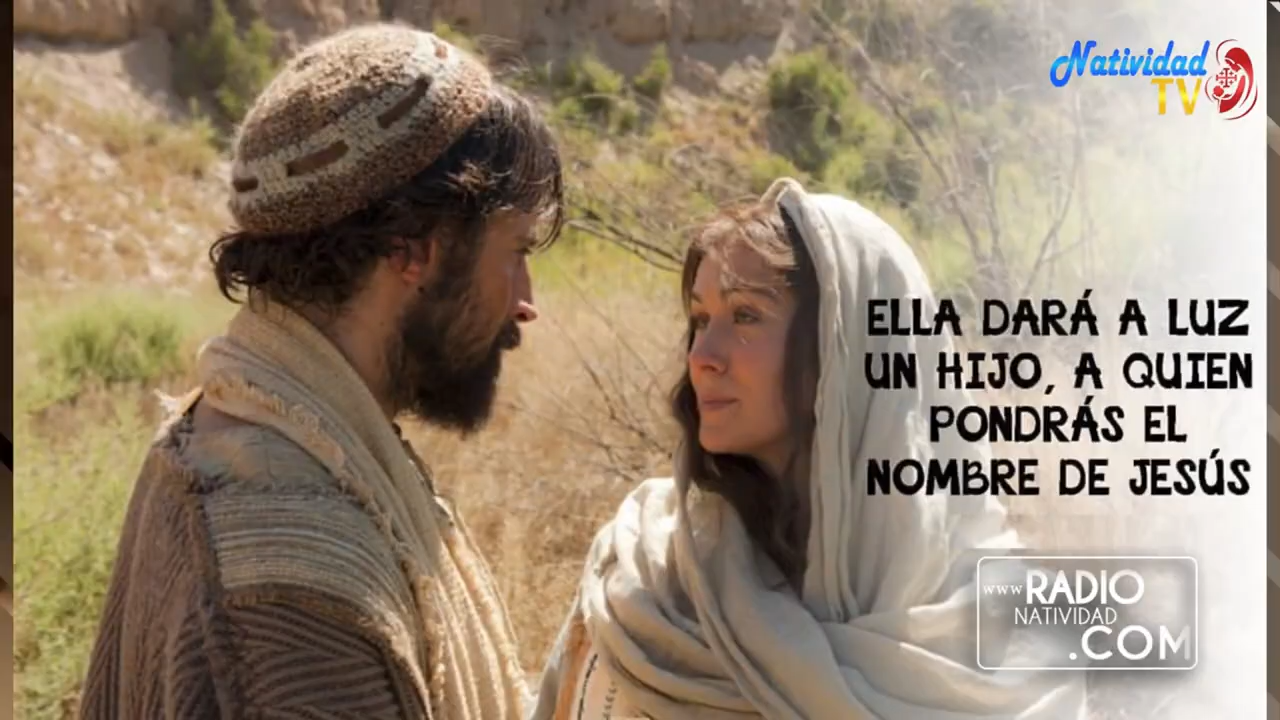 Natividad
TV
ELLA DARÁ A LUZ
UN HIJO, A QUIEN
PONDRÁS EL
NOMBRE DE JESÚS
www RADIO
NATIVIDAD
.COM